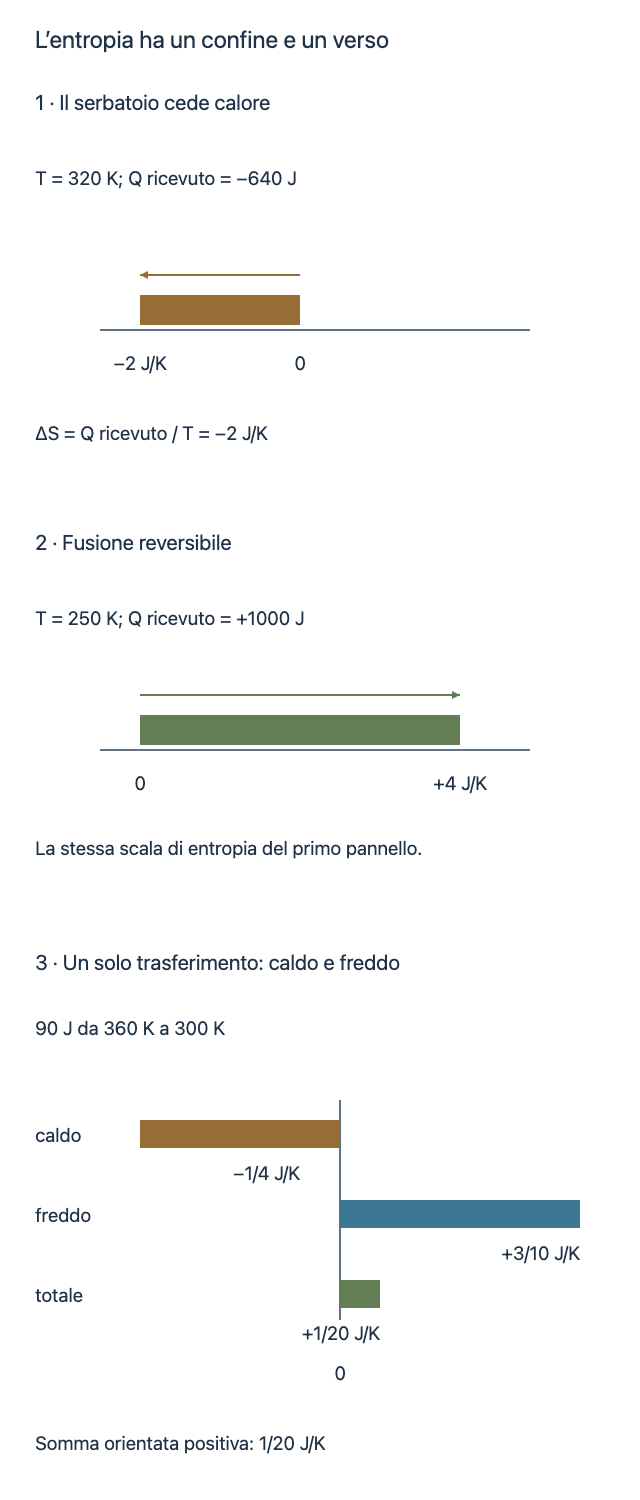 L’entropia ha un confine e un verso
1 · Il serbatoio cede calore
T = 320 K; Q ricevuto = −640 J
−2 J/K 0
ΔS = Q ricevuto / T = −2 J/K
2 · Fusione reversibile
T = 250 K; Q ricevuto = +1000 J
0 +4 J/K
La stessa scala di entropia del primo pannello.
3 · Un solo trasferimento: caldo e freddo
90 J da 360 K a 300 K
caldo
−1/4 J/K
freddo
+3/10 J/K
totale
+1/20 J/K
0
Somma orientata positiva: 1/20 J/K